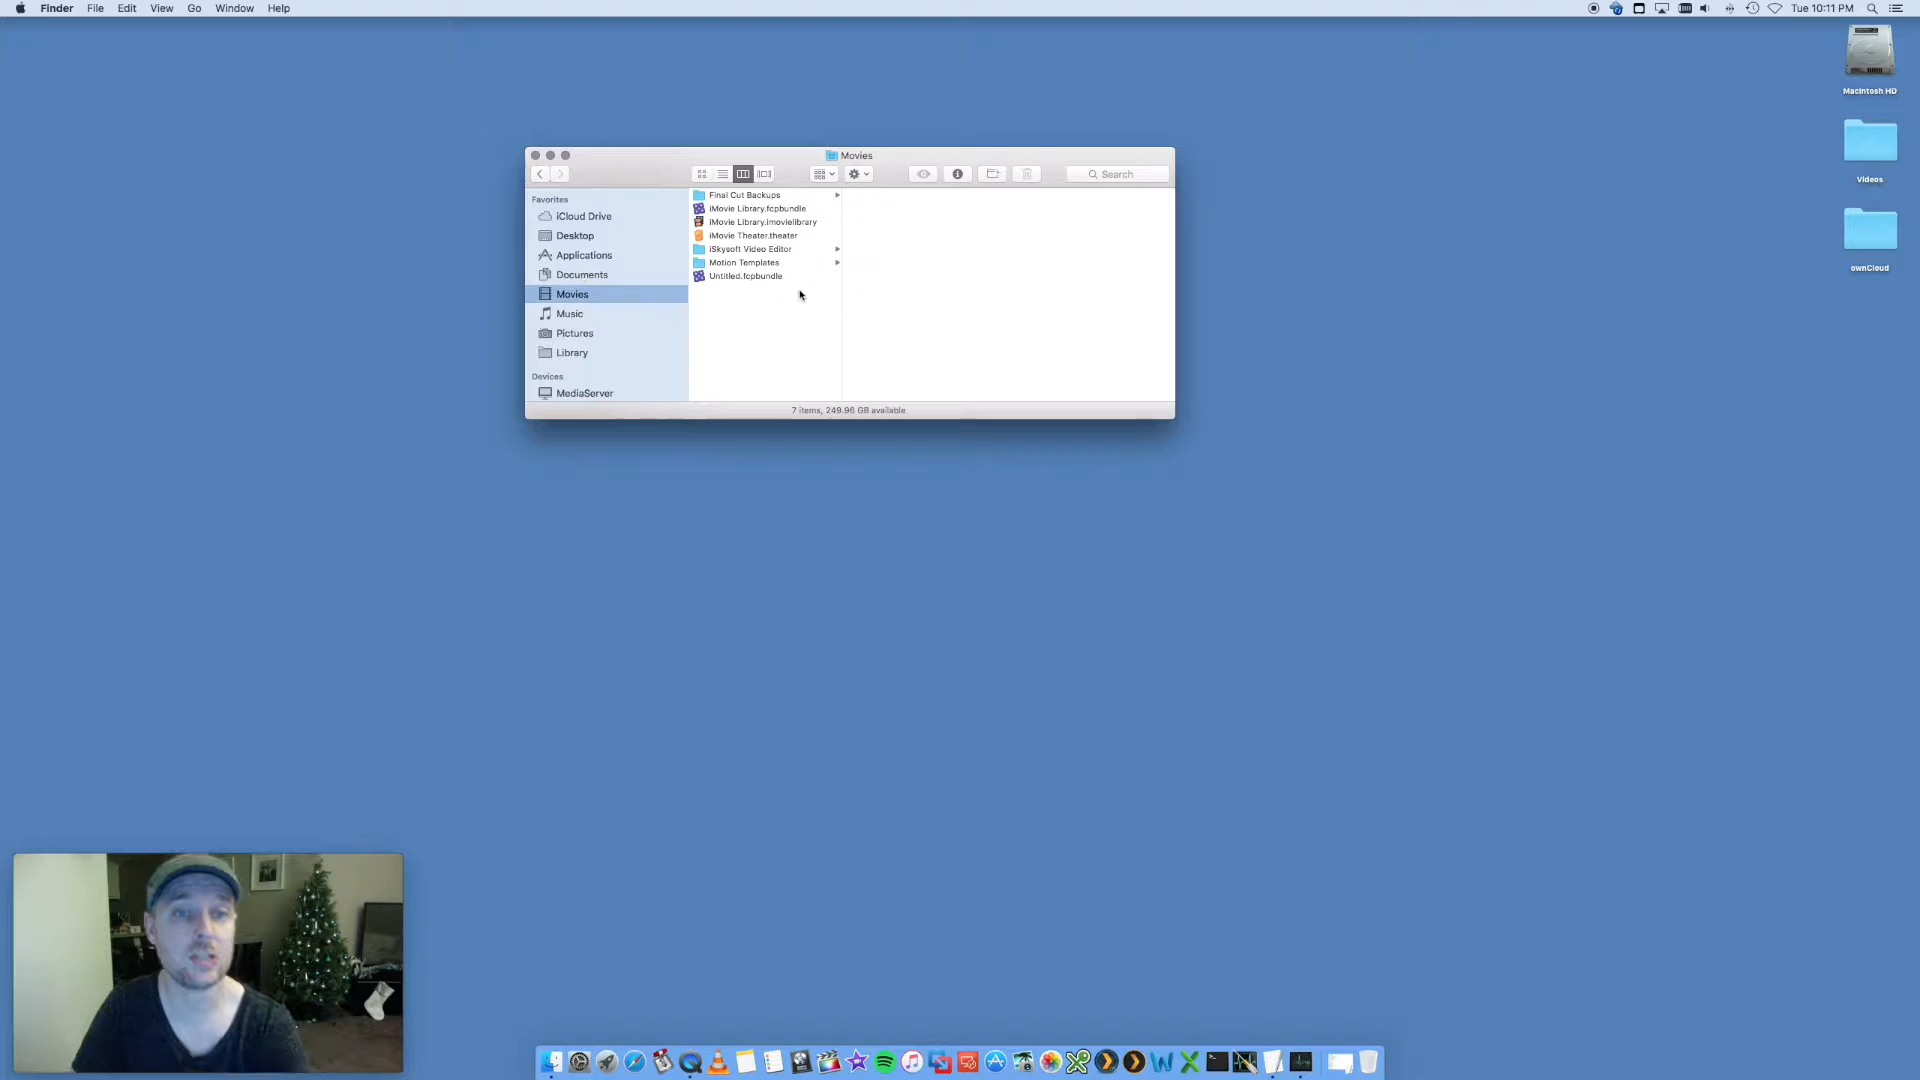 Finder File Edit View Go Window Help
Tue 10:11 PM
Macintosh HD
Videos
ownCloud
Movies
Search
Favorites
iCloud Drive
Desktop
Applications
Documents
Movies
Music
Pictures
Library
Devices
MediaServer
Final Cut Backups
iMovie Library.fcpbundle
iMovie Library.imovielibrary
iMovie Theater.theater
iSkysoft Video Editor
Motion Templates
Untitled.fcpbundle
7 items, 249.96 GB available